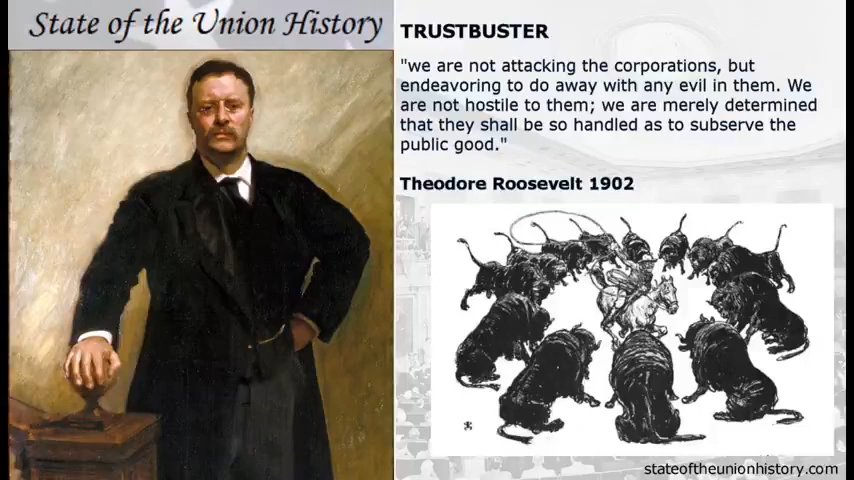 State of the Union History
TRUSTBUSTER
"we are not attacking the corporations, but
endeavoring to do away with any evil in them. We
are not hostile to them; we are merely determined
that they shall be so handled as to subserve the
public good."
Theodore Roosevelt 1902
stateoftheunionhistory.com